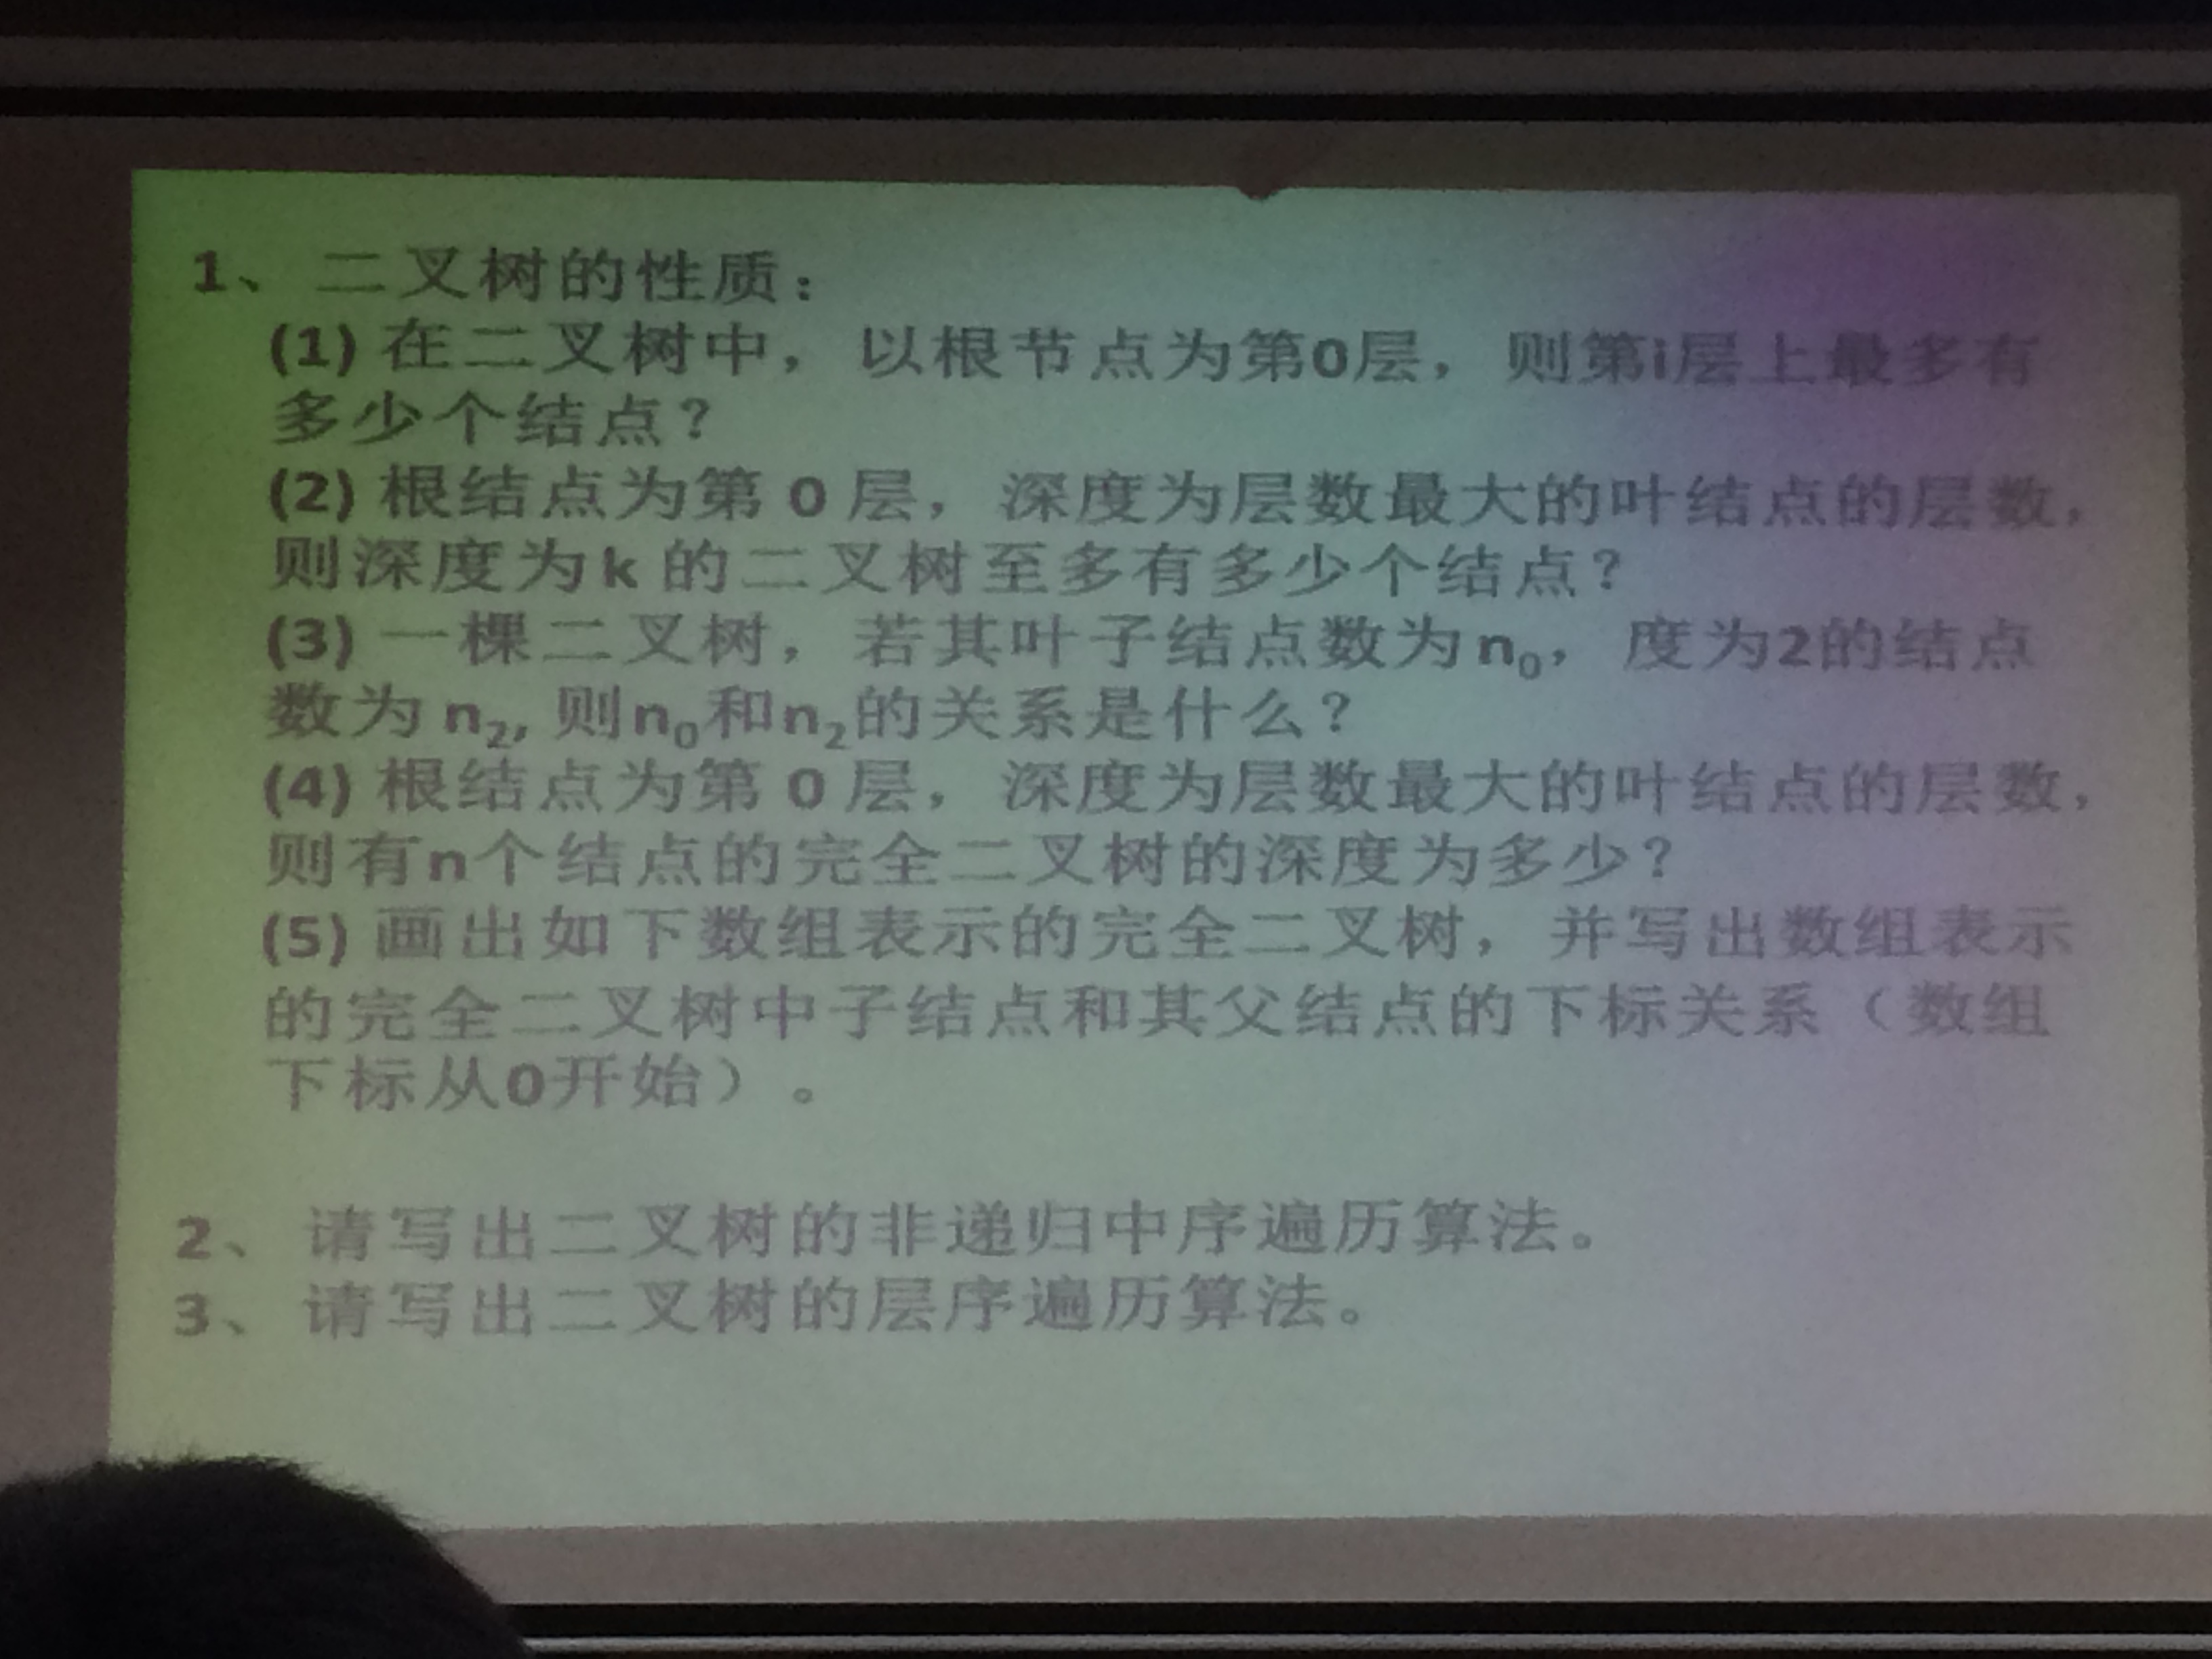 1、二叉树的性质：
(1) 在二叉树中，以根节点为第0层，则第i层上最多有
多少个结点？
(2) 根结点为第 0 层，深度为层数最大的叶结点的层数，
则深度为k 的二叉树至多有多少个结点？
(3) 一棵二叉树，若其叶子结点数为n₀，度为2的结点
数为 n₂, 则n₀和n₂的关系是什么？
(4) 根结点为第 0 层，深度为层数最大的叶结点的层数，
则有n个结点的完全二叉树的深度为多少？
(5) 画出如下数组表示的完全二叉树，并写出数组表示
的完全二叉树中子结点和其父结点的下标关系（数组
下标从0开始）。
2、请写出二叉树的非递归中序遍历算法。
3、请写出二叉树的层序遍历算法。